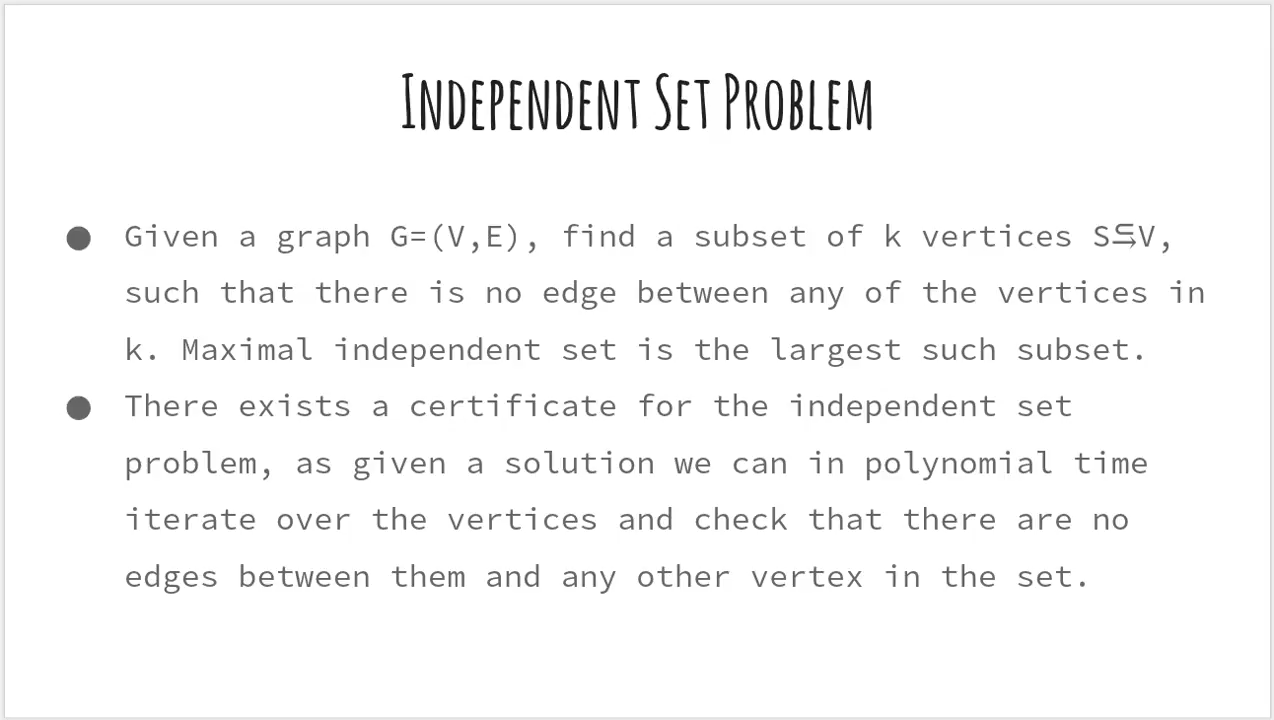 Independent Set Problem
● Given a graph G=(V,E), find a subset of k vertices S⥹V,
such that there is no edge between any of the vertices in
k. Maximal independent set is the largest such subset.
● There exists a certificate for the independent set
problem, as given a solution we can in polynomial time
iterate over the vertices and check that there are no
edges between them and any other vertex in the set.